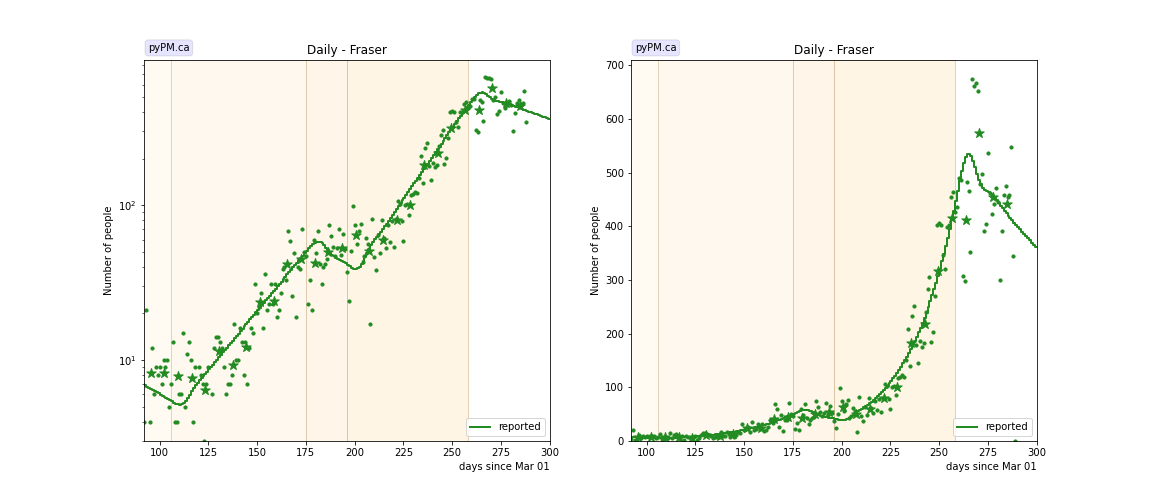 pyPM.ca
Daily - Fraser
Number of people
10²
10¹
100
125
150
175
200
225
250
275
300
days since Mar 01
reported
pyPM.ca
Daily - Fraser
Number of people
700
600
500
400
300
200
100
0
100
125
150
175
200
225
250
275
300
days since Mar 01
reported